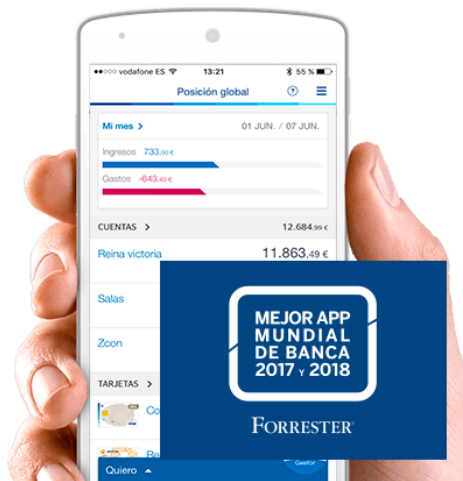 vodafone ES 13:21 55 %
Posición global ?
Mi mes > 01 JUN. / 07 JUN.
Ingresos 733,00 €
Gastos -643,49 €
CUENTAS > 12.684,99 €
Reina victoria 11.863,49 €
Salas
Zcon
TARJETAS >
Co
Be
Quiero
Gestor
MEJOR APP
MUNDIAL
DE BANCA
2017 Y 2018
FORRESTER